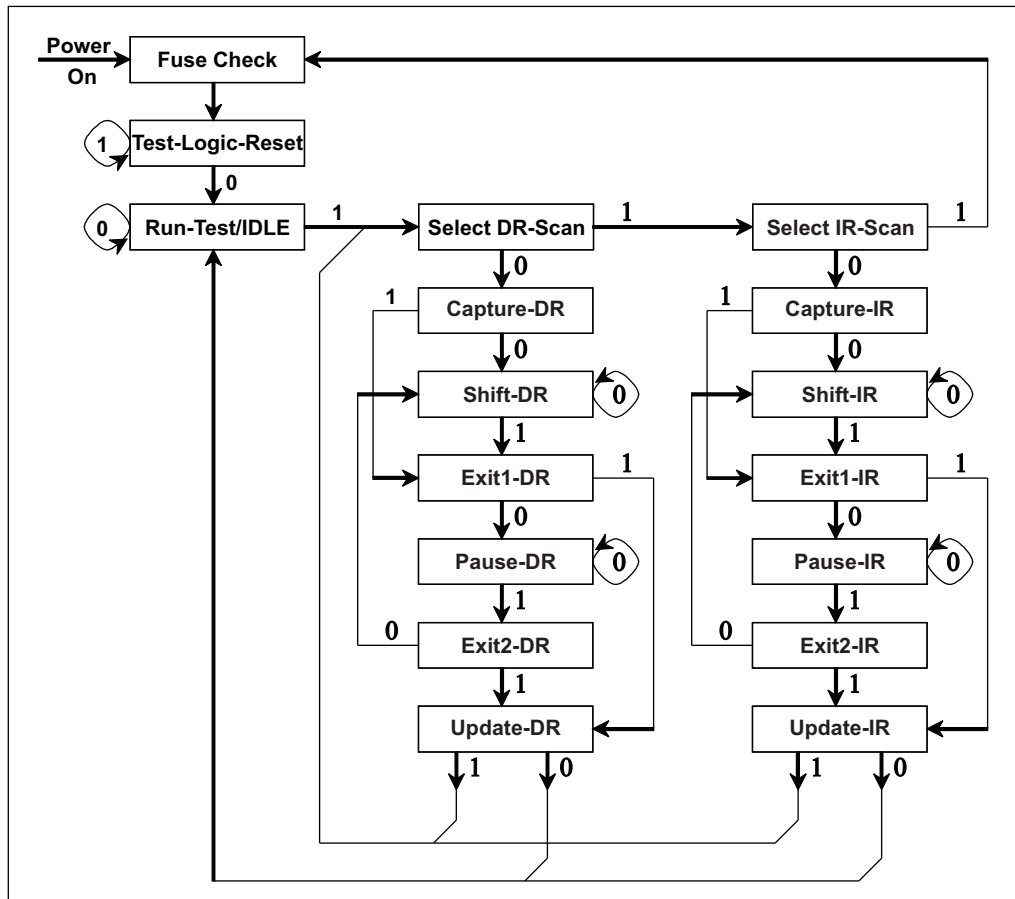 Power
On
Fuse Check
1
Test-Logic-Reset
0
0
Run-Test/IDLE
1
Select DR-Scan
1
Select IR-Scan
1
0
0
1
Capture-DR
1
Capture-IR
0
0
Shift-DR
0
Shift-IR
0
1
1
Exit1-DR
1
Exit1-IR
1
0
0
Pause-DR
0
Pause-IR
0
1
1
0
Exit2-DR
0
Exit2-IR
1
1
Update-DR
Update-IR
1
0
1
0